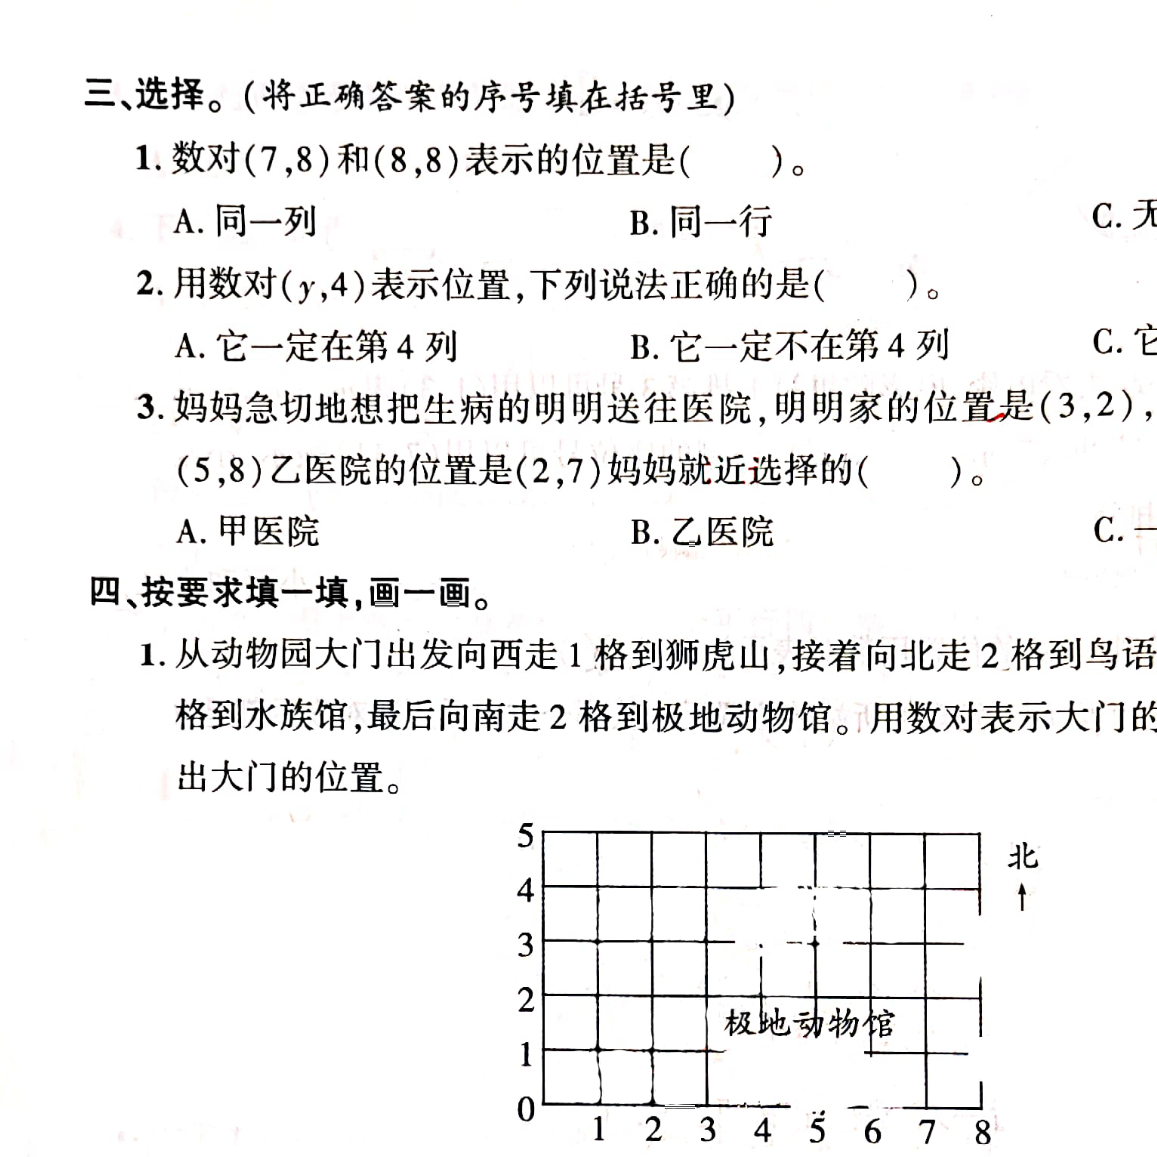 三、选择。(将正确答案的序号填在括号里)
1. 数对(7,8)和(8,8)表示的位置是(　　)。
A. 同一列　B. 同一行　C. 无
2. 用数对(y,4)表示位置,下列说法正确的是(　　)。
A. 它一定在第4列　B. 它一定不在第4列　C. 它
3. 妈妈急切地想把生病的明明送往医院,明明家的位置是(3,2),
(5,8)乙医院的位置是(2,7)妈妈就近选择的(　　)。
A. 甲医院　B. 乙医院　C. 一
四、按要求填一填,画一画。
1. 从动物园大门出发向西走1格到狮虎山,接着向北走2格到鸟语
格到水族馆,最后向南走2格到极地动物馆。用数对表示大门的
出大门的位置。
5
北
4
↑
3
2
极地动物馆
1
0
1 2 3 4 5 6 7 8